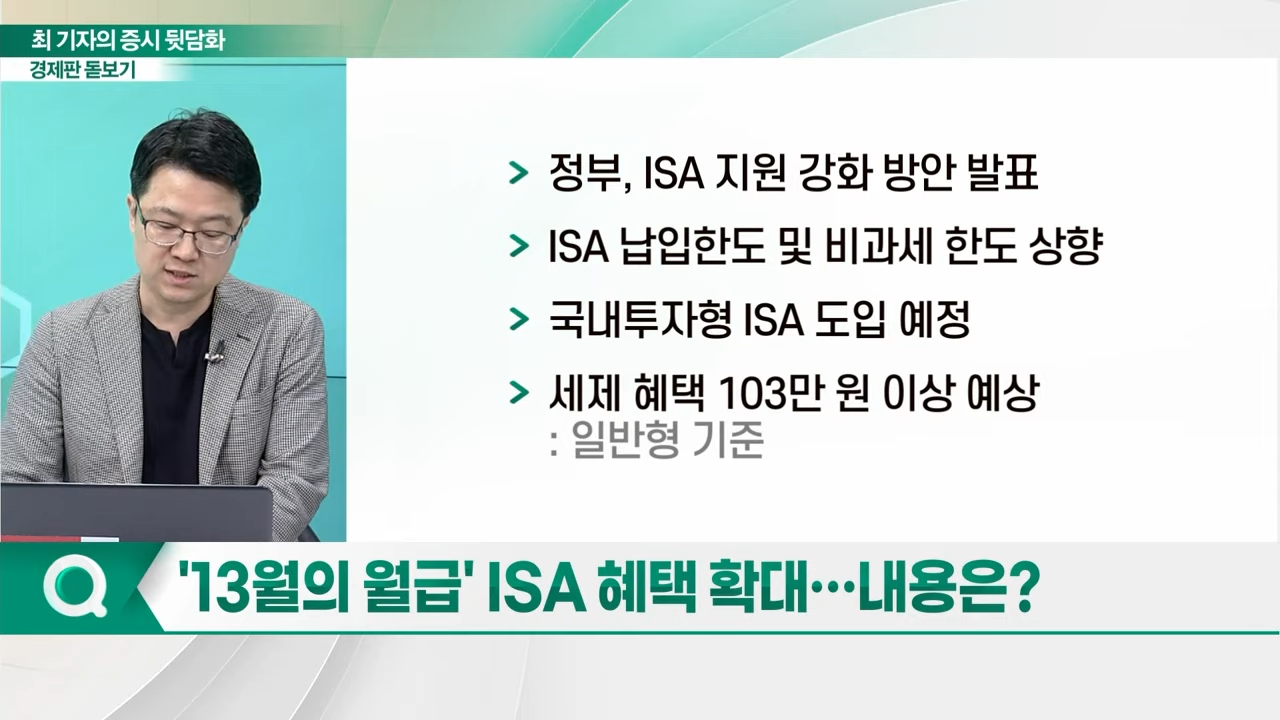 최 기자의 증시 뒷담화
경제판 돋보기
> 정부, ISA 지원 강화 방안 발표
> ISA 납입한도 및 비과세 한도 상향
> 국내투자형 ISA 도입 예정
> 세제 혜택 103만 원 이상 예상
: 일반형 기준
'13월의 월급' ISA 혜택 확대…내용은?